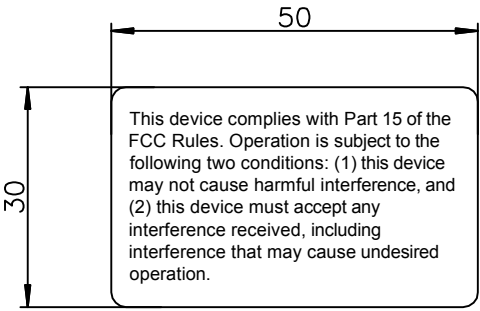 50
30
This device complies with Part 15 of the
FCC Rules. Operation is subject to the
following two conditions: (1) this device
may not cause harmful interference, and
(2) this device must accept any
interference received, including
interference that may cause undesired
operation.